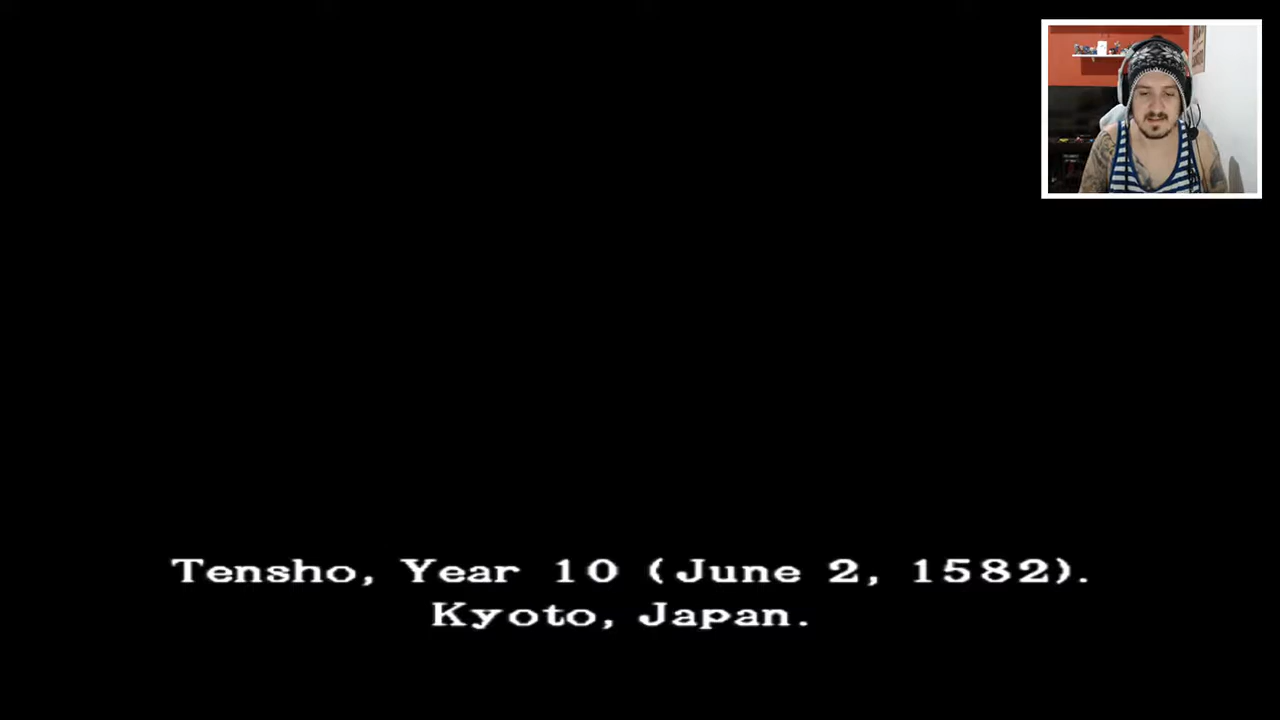 Tensho, Year 10 (June 2, 1582).
Kyoto, Japan.